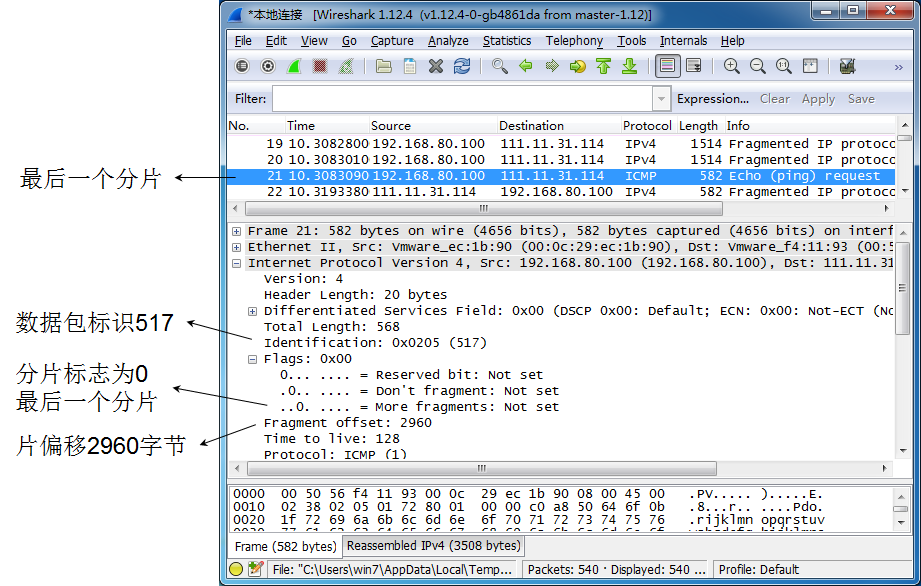 *本地连接 [Wireshark 1.12.4 (v1.12.4-0-gb4861da from master-1.12)]
File Edit View Go Capture Analyze Statistics Telephony Tools Internals Help
Filter: Expression... Clear Apply Save
No. Time Source Destination Protocol Length Info
19 10.3082800 192.168.80.100 111.11.31.114 IPv4 1514 Fragmented IP protoco
20 10.3083010 192.168.80.100 111.11.31.114 IPv4 1514 Fragmented IP protoco
最后一个分片
21 10.3083090 192.168.80.100 111.11.31.114 ICMP 582 Echo (ping) request
22 10.3193380 111.11.31.114 192.168.80.100 IPv4 582 Fragmented IP protoco
Frame 21: 582 bytes on wire (4656 bits), 582 bytes captured (4656 bits) on interf
Ethernet II, Src: Vmware_ec:1b:90 (00:0c:29:ec:1b:90), Dst: Vmware_f4:11:93 (00:5
Internet Protocol Version 4, Src: 192.168.80.100 (192.168.80.100), Dst: 111.11.31
Version: 4
Header Length: 20 bytes
Differentiated Services Field: 0x00 (DSCP 0x00: Default; ECN: 0x00: Not-ECT (No
Total Length: 568
数据包标识517
Identification: 0x0205 (517)
Flags: 0x00
分片标志为0
0... .... = Reserved bit: Not set
.0.. .... = Don't fragment: Not set
最后一个分片
..0. .... = More fragments: Not set
Fragment offset: 2960
片偏移2960字节
Time to live: 128
Protocol: ICMP (1)
0000 00 50 56 f4 11 93 00 0c 29 ec 1b 90 08 00 45 00 .PV..... ).....E.
0010 02 38 02 05 01 72 80 01 00 00 c0 a8 50 64 6f 0b .8...r.. ....Pdo.
0020 1f 72 69 6a 6b 6c 6d 6e 6f 70 71 72 73 74 75 76 .rijklmn opqrstuv
Frame (582 bytes) Reassembled IPv4 (3508 bytes)
File: "C:\Users\win7\AppData\Local\Temp... Packets: 540 · Displayed: 540 ... Profile: Default